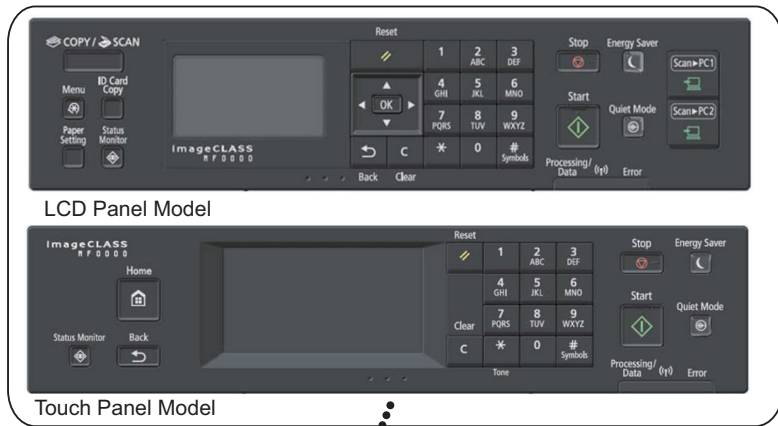 Reset
COPY / SCAN
1
2 ABC
3 DEF
Stop
Energy Saver
Scan►PC1
Menu
ID Card Copy
OK
4 GHI
5 JKL
6 MNO
Start
Quiet Mode
Scan►PC2
Paper Setting
Status Monitor
7 PQRS
8 TUV
9 WXYZ
imageCLASS
MF0000
C
*
0
# Symbols
Back
Clear
Processing/ Data
Error
LCD Panel Model
imageCLASS
MF0000
Reset
Home
1
2 ABC
3 DEF
Stop
Energy Saver
4 GHI
5 JKL
6 MNO
Start
Quiet Mode
Status Monitor
Back
Clear
7 PQRS
8 TUV
9 WXYZ
C
*
0
# Symbols
Tone
Processing/ Data
Error
Touch Panel Model